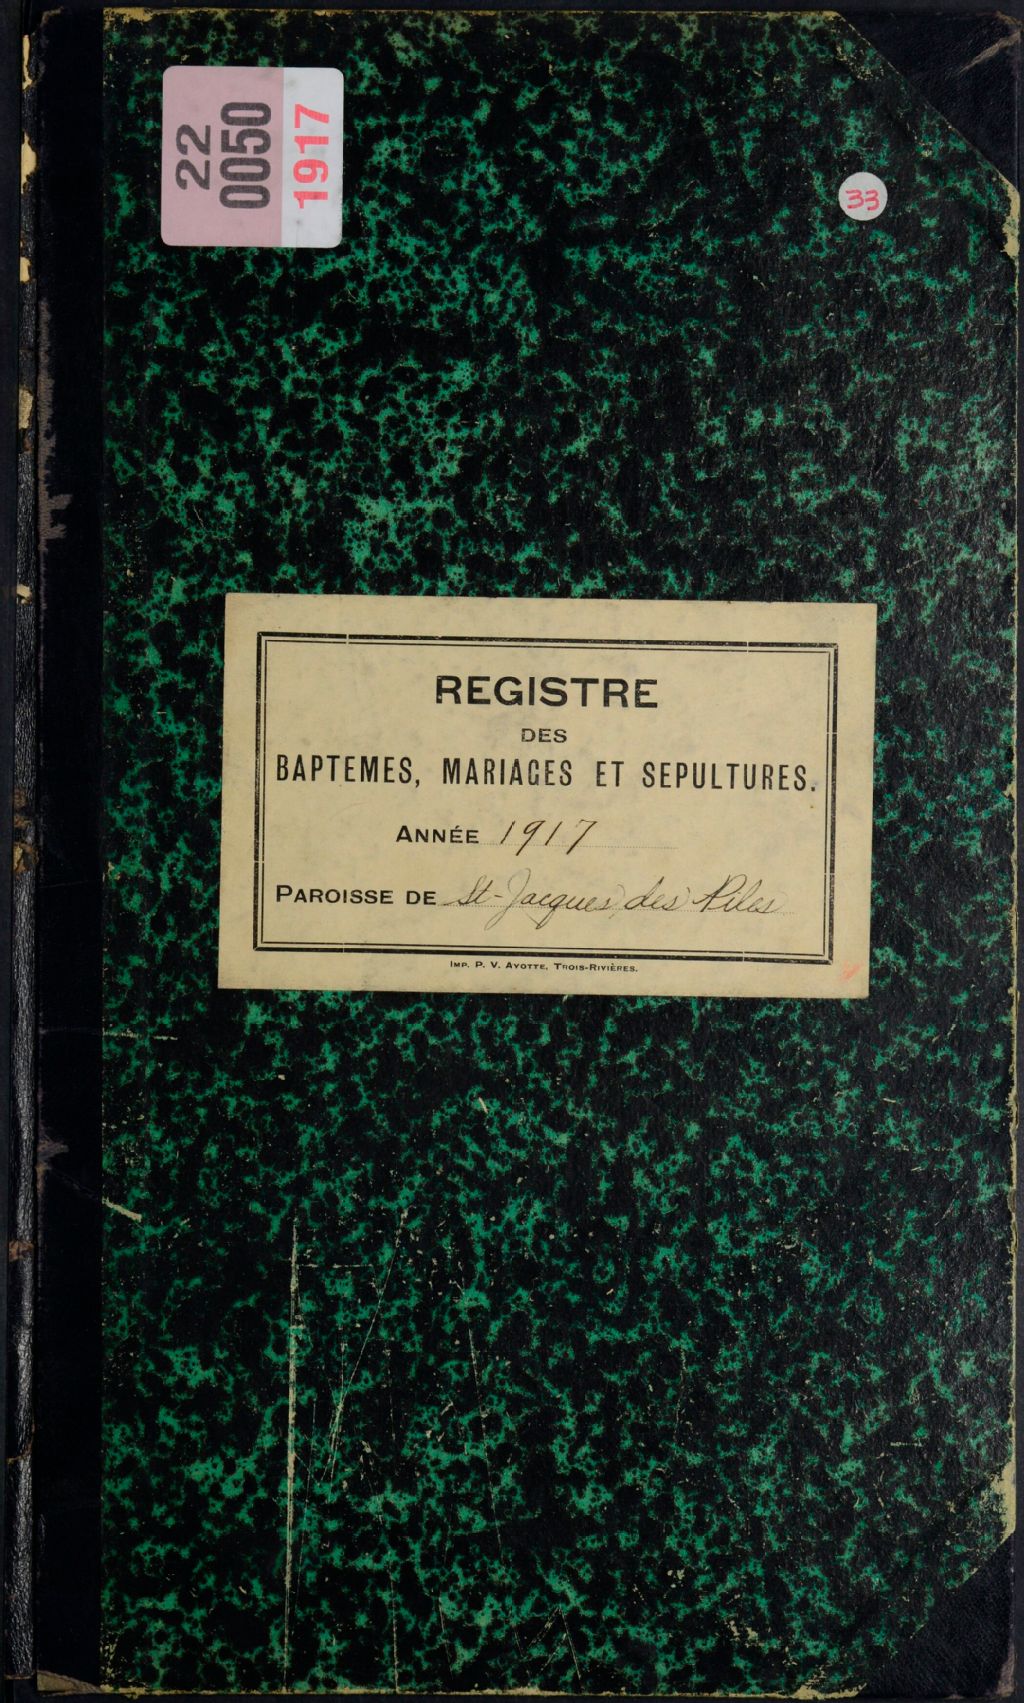 22
0050
1917
33
REGISTRE
DES
BAPTEMES, MARIAGES ET SEPULTURES.
ANNÉE 1917
PAROISSE DE St-Jacques des Piles
IMP. P. V. AYOTTE, TROIS-RIVIÈRES.